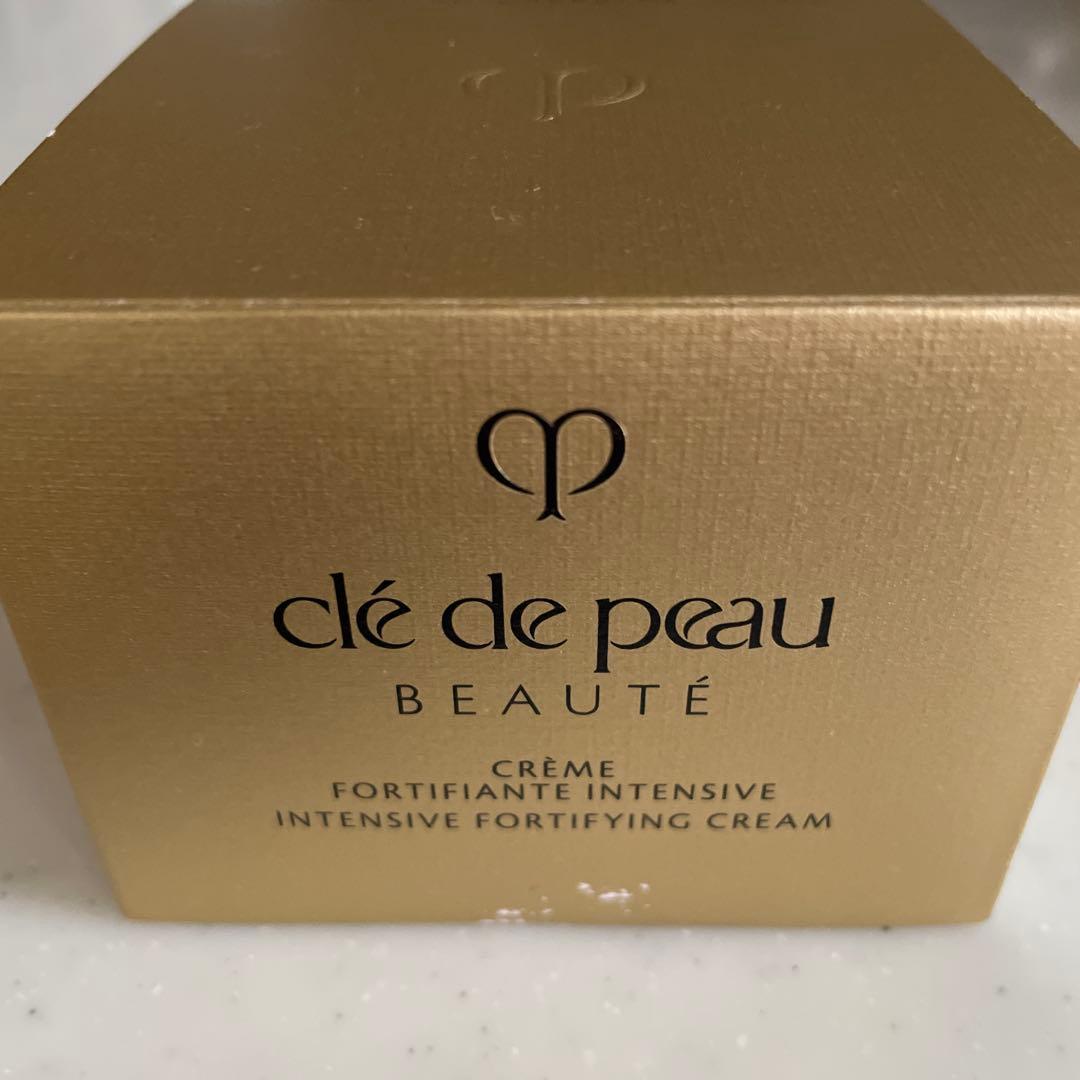 clé de peau
BEAUTÉ
CRÈME
FORTIFIANTE INTENSIVE
INTENSIVE FORTIFYING CREAM